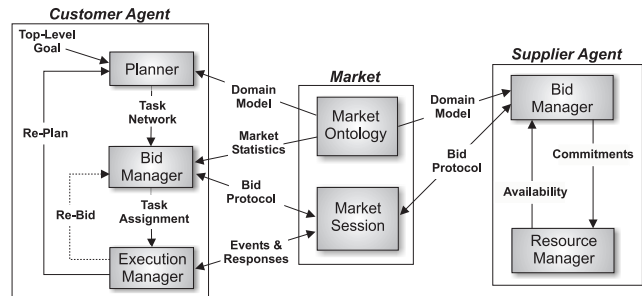 Customer Agent
Top-Level
Goal
Planner
Task
Network
Re-Plan
Bid
Manager
Re-Bid
Task
Assignment
Execution
Manager
Domain
Model
Market
Statistics
Bid
Protocol
Events &
Responses
Market
Market
Ontology
Market
Session
Domain
Model
Bid
Protocol
Supplier Agent
Bid
Manager
Commitments
Availability
Resource
Manager